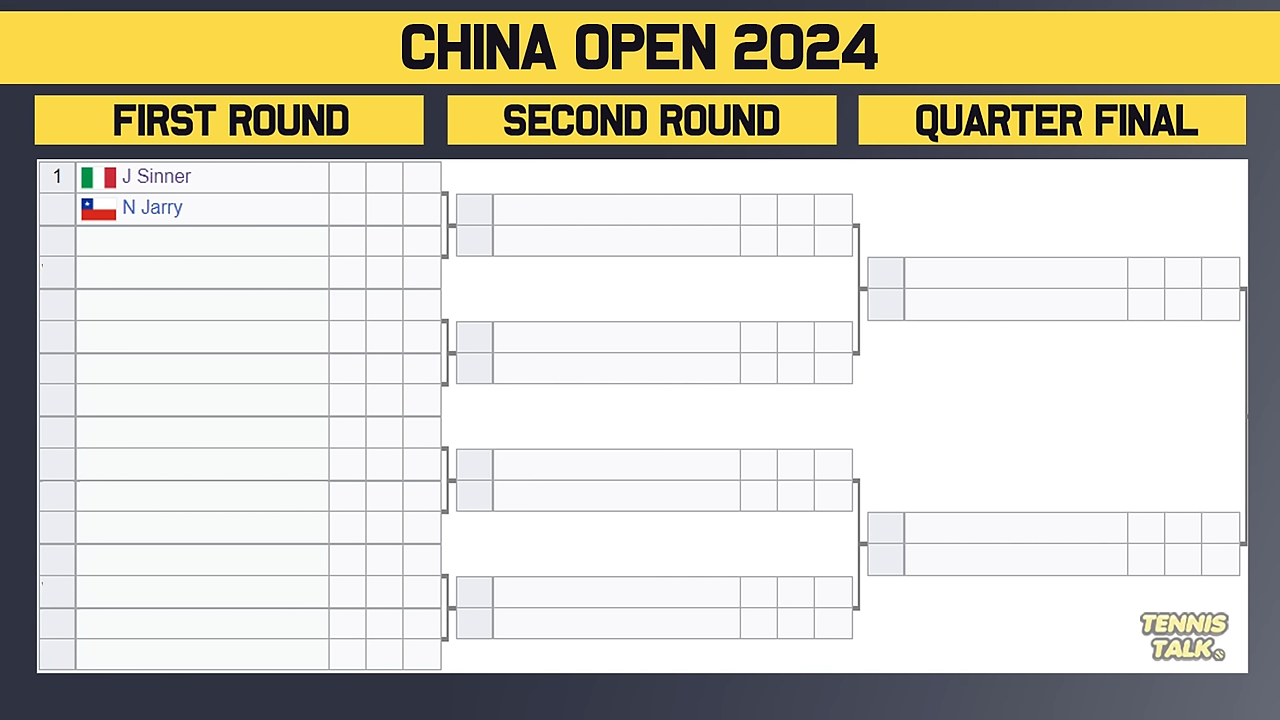 CHINA OPEN 2024
FIRST ROUND
SECOND ROUND
QUARTER FINAL
1 J Sinner
N Jarry
TENNIS
TALK